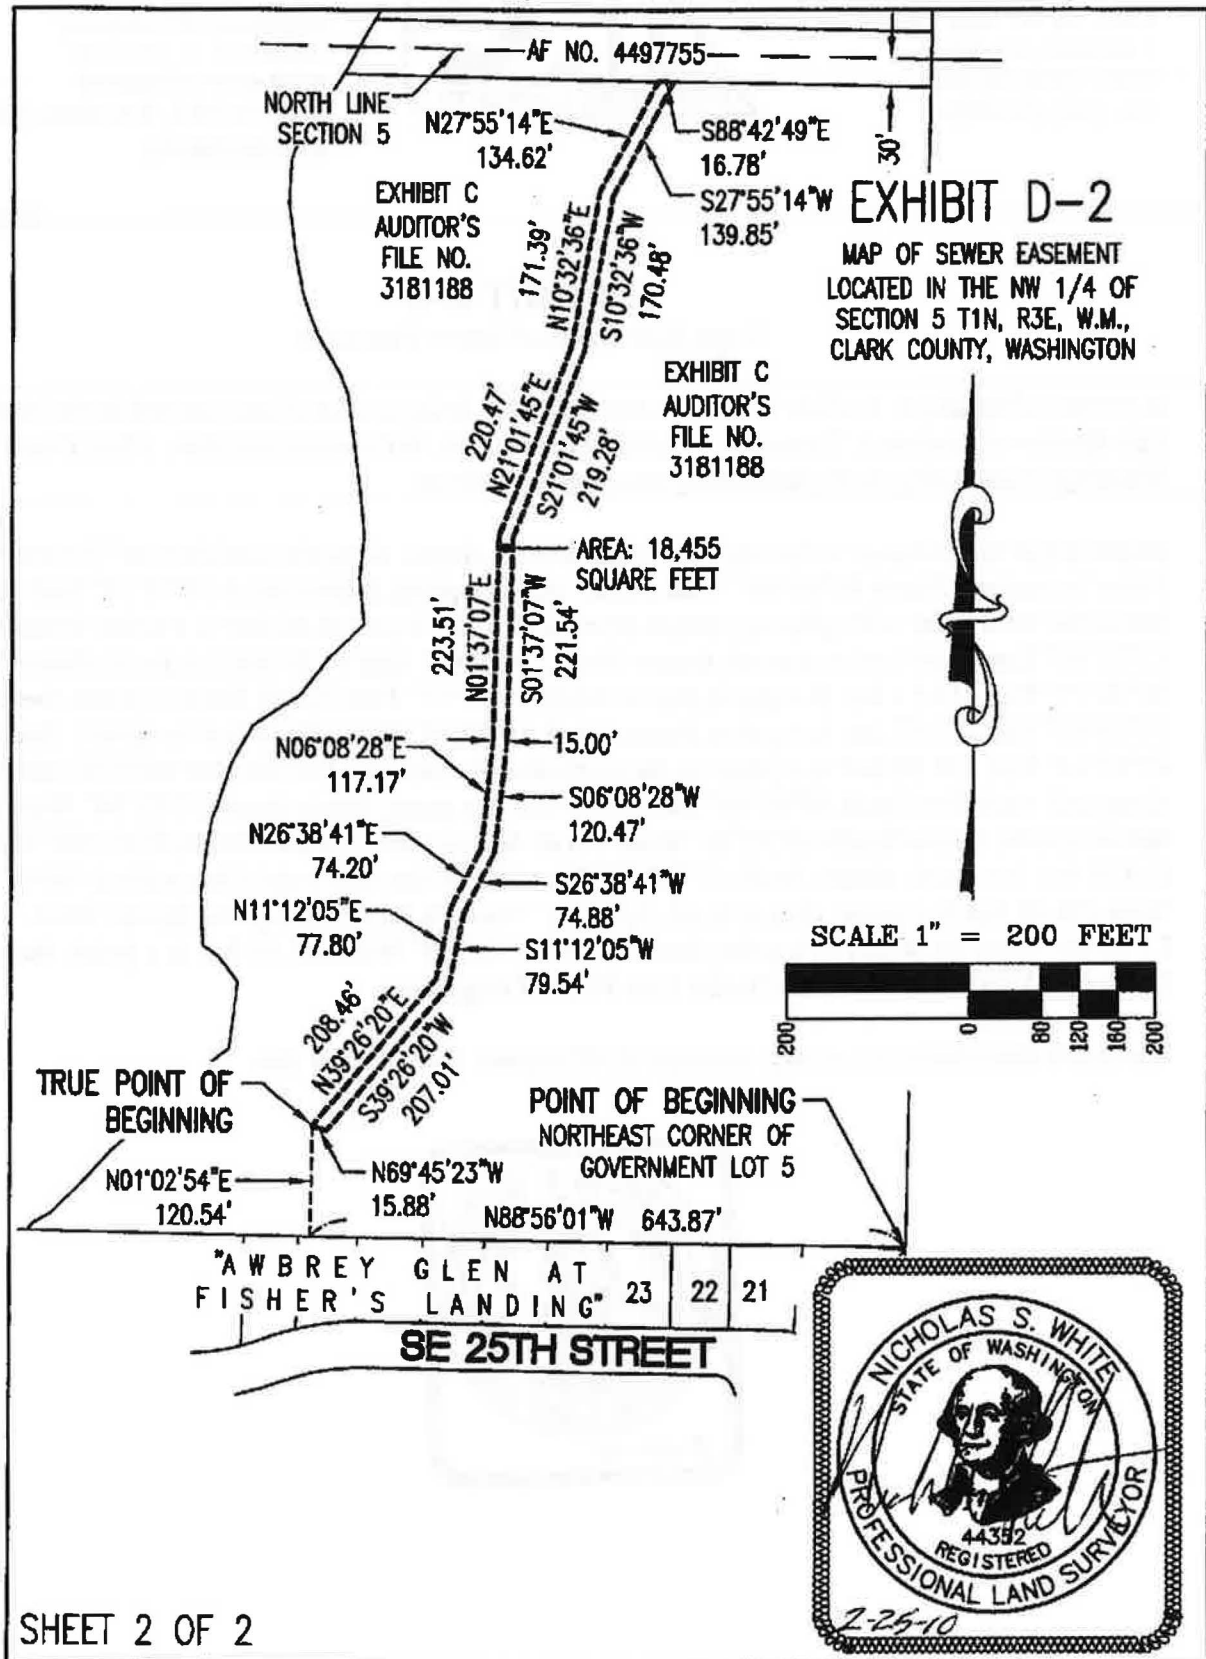 AF NO. 4497755
NORTH LINE
SECTION 5
N27°55'14"E
134.62'
S88°42'49"E
16.78'
30'
S27°55'14"W
139.85'
EXHIBIT C
AUDITOR'S
FILE NO.
3181188
EXHIBIT D-2
MAP OF SEWER EASEMENT
LOCATED IN THE NW 1/4 OF
SECTION 5 T1N, R3E, W.M.,
CLARK COUNTY, WASHINGTON
171.39'
N10°32'36"E
S10°32'36"W
170.48'
EXHIBIT C
AUDITOR'S
FILE NO.
3181188
220.47'
N21°01'45"E
S21°01'45"W
219.28'
AREA: 18,455
SQUARE FEET
223.51'
N01°37'07"E
S01°37'07"W
221.54'
15.00'
N06°08'28"E
117.17'
S06°08'28"W
120.47'
N26°38'41"E
74.20'
S26°38'41"W
74.88'
N11°12'05"E
77.80'
S11°12'05"W
79.54'
SCALE 1" = 200 FEET
200 0 80 120 160 200
208.46'
N39°26'20"E
S39°26'20"W
207.01'
TRUE POINT OF
BEGINNING
POINT OF BEGINNING
NORTHEAST CORNER OF
GOVERNMENT LOT 5
N01°02'54"E
120.54'
N69°45'23"W
15.88'
N88°56'01"W 643.87'
"AWBREY GLEN AT
FISHER'S LANDING"
23 22 21
SE 25TH STREET
NICHOLAS S. WHITE
STATE OF WASHINGTON
44352
REGISTERED
PROFESSIONAL LAND SURVEYOR
2-25-10
SHEET 2 OF 2